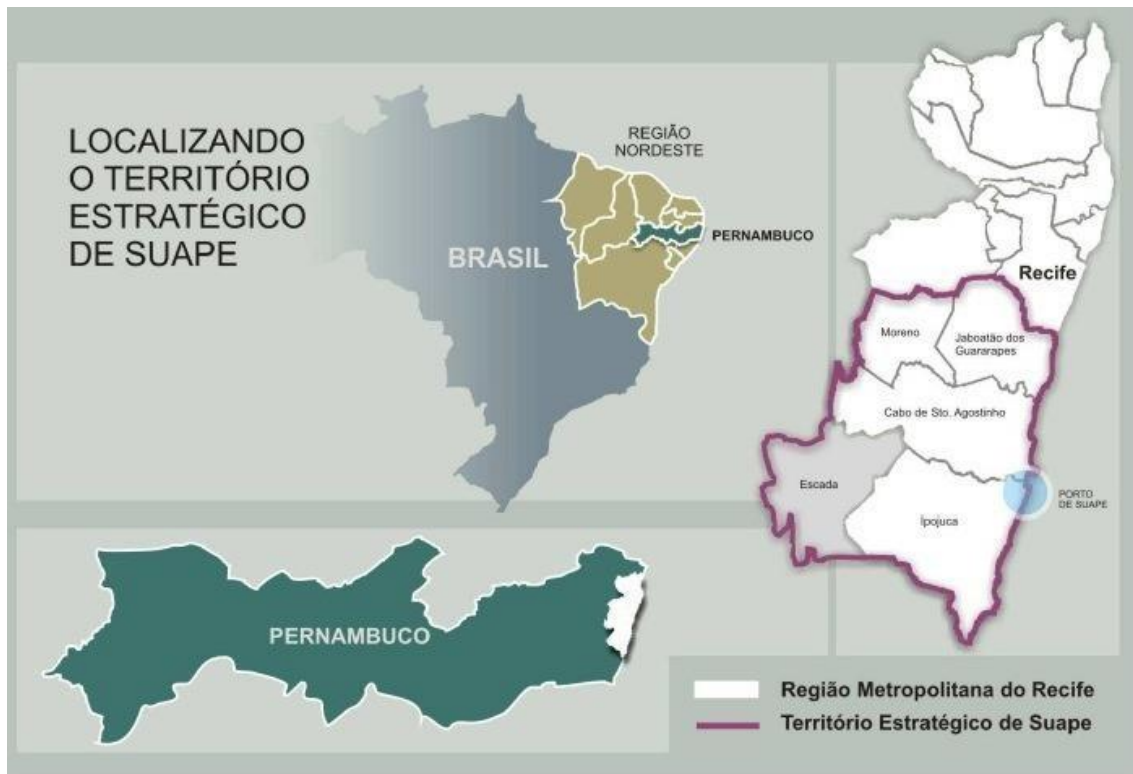 LOCALIZANDO
O TERRITÓRIO
ESTRATÉGICO
DE SUAPE
REGIÃO
NORDESTE
BRASIL
PERNAMBUCO
Recife
Moreno
Jaboatão dos
Guararapes
Cabo de Sto. Agostinho
Escada
Ipojuca
PORTO
DE SUAPE
PERNAMBUCO
Região Metropolitana do Recife
Território Estratégico de Suape